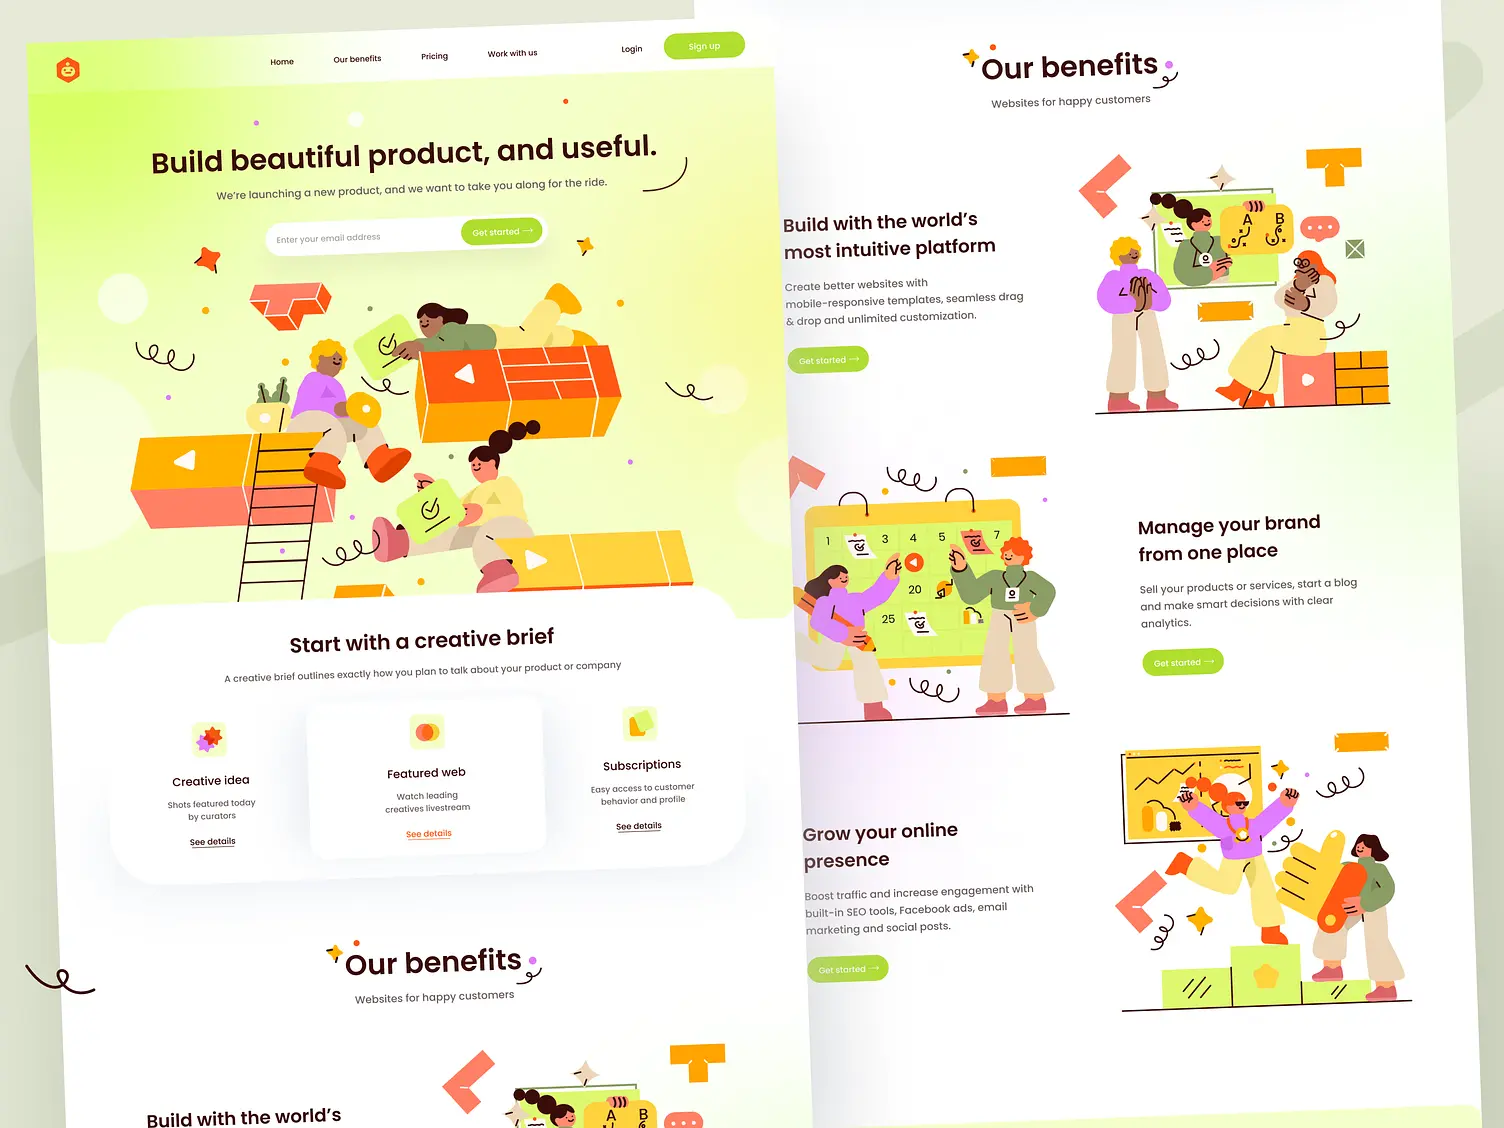 Home
Our benefits
Pricing
Work with us
Login
Sign up
Build beautiful product, and useful.
We're launching a new product, and we want to take you along for the ride.
Enter your email address
Get started →
Start with a creative brief
A creative brief outlines exactly how you plan to talk about your product or company
Creative idea
Shots featured today
by curators
See details
Featured web
Watch leading
creatives livestream
See details
Subscriptions
Easy access to customer
behavior and profile
See details
Our benefits
Websites for happy customers
Build with the world's
A B
Our benefits
Websites for happy customers
Build with the world's
most intuitive platform
Create better websites with
mobile-responsive templates, seamless drag
& drop and unlimited customization.
Get started →
A B
1 3 4 5 7
20
25
Manage your brand
from one place
Sell your products or services, start a blog
and make smart decisions with clear
analytics.
Get started →
Grow your online
presence
Boost traffic and increase engagement with
built-in SEO tools, Facebook ads, email
marketing and social posts.
Get started →